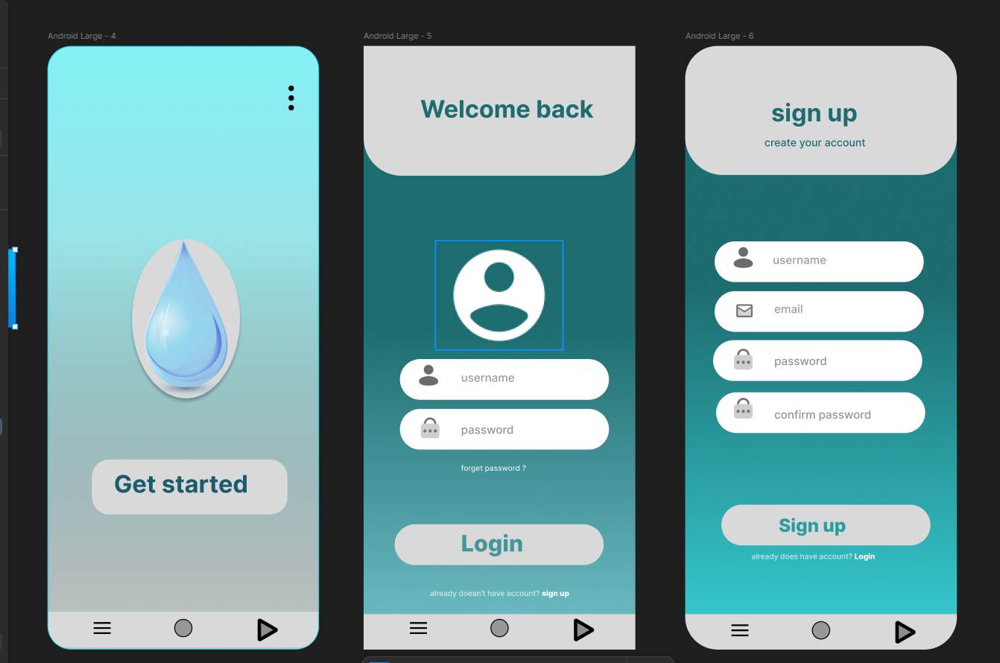 Android Large - 4
Get started
Android Large - 5
Welcome back
username
password
forget password ?
Login
already doesn't have account? sign up
Android Large - 6
sign up
create your account
username
email
password
confirm password
Sign up
already does have account? Login